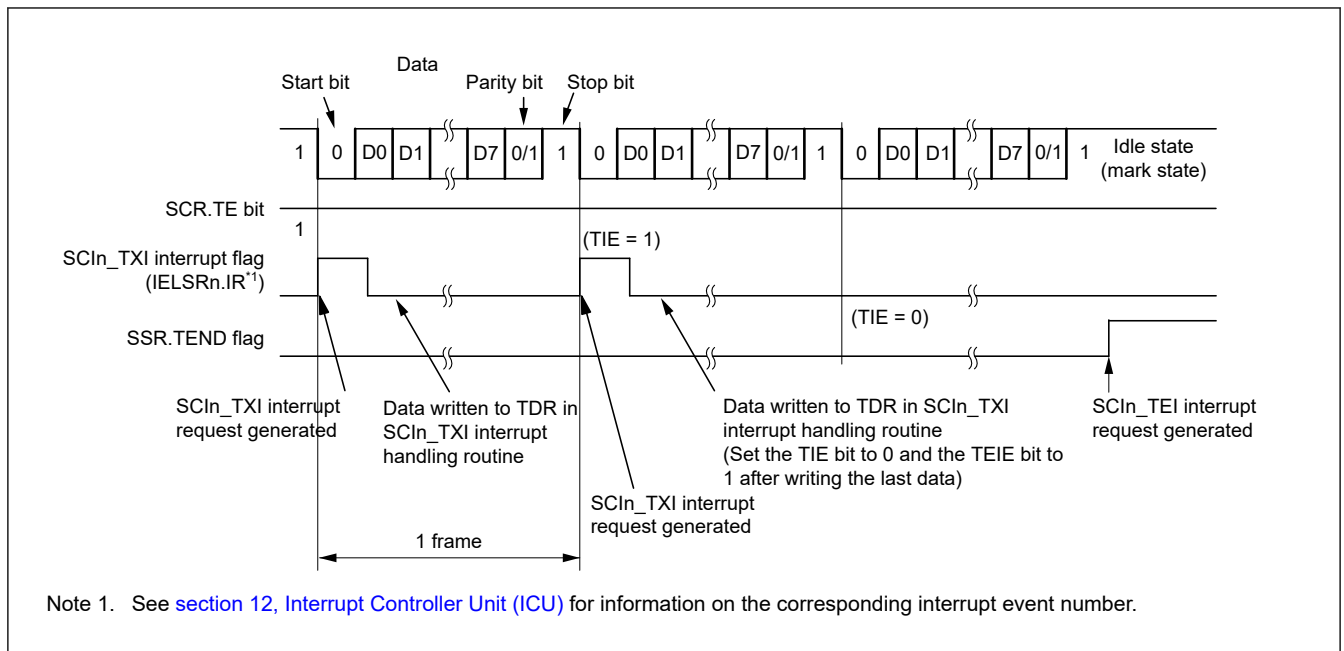 Data
Start bit
Parity bit
Stop bit
1 0 D0 D1 D7 0/1 1 0 D0 D1 D7 0/1 1 0 D0 D1 D7 0/1 1
Idle state
(mark state)
SCR.TE bit
1
(TIE = 1)
SCIn_TXI interrupt flag
(IELSRn.IR*1)
(TIE = 0)
SSR.TEND flag
SCIn_TXI interrupt
request generated
Data written to TDR in
SCIn_TXI interrupt
handling routine
Data written to TDR in SCIn_TXI
interrupt handling routine
(Set the TIE bit to 0 and the TEIE bit to
1 after writing the last data)
SCIn_TEI interrupt
request generated
SCIn_TXI interrupt
request generated
1 frame
Note 1. See section 12, Interrupt Controller Unit (ICU) for information on the corresponding interrupt event number.